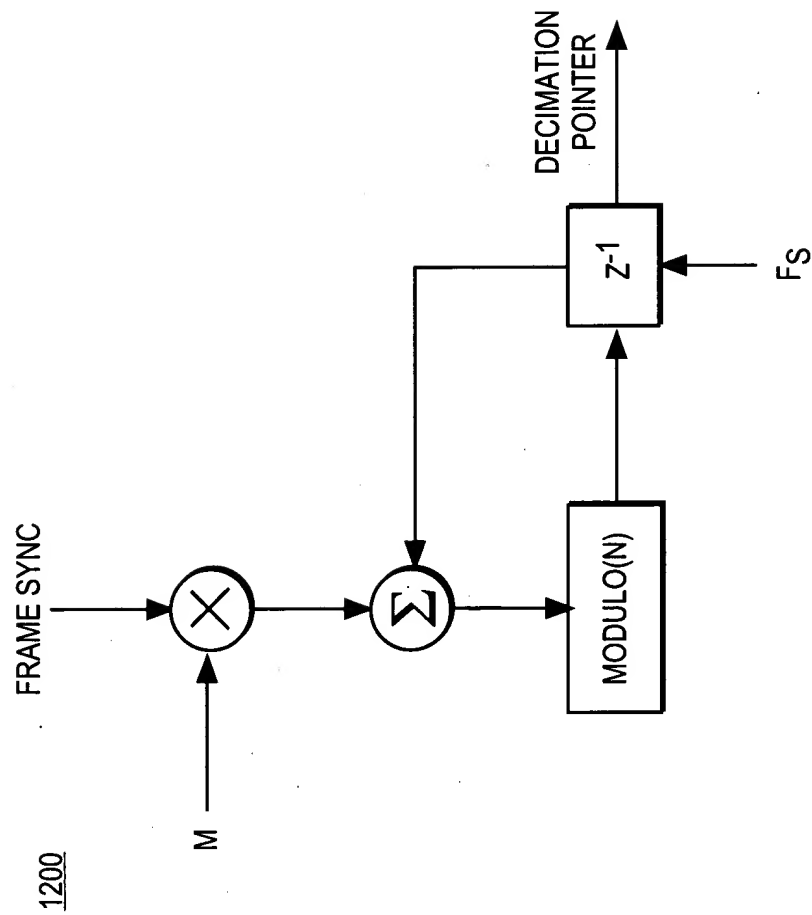 1200
FRAME SYNC
M
×
Σ
MODULO(N)
Z-1
FS
DECIMATION
POINTER